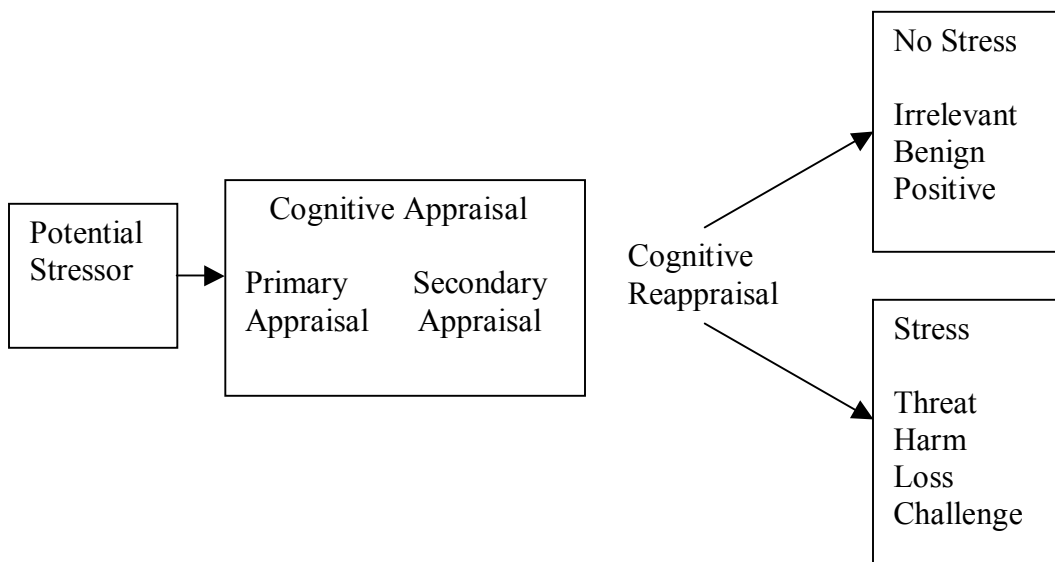 Potential
Stressor
Cognitive Appraisal
Primary Secondary
Appraisal Appraisal
Cognitive
Reappraisal
No Stress
Irrelevant
Benign
Positive
Stress
Threat
Harm
Loss
Challenge